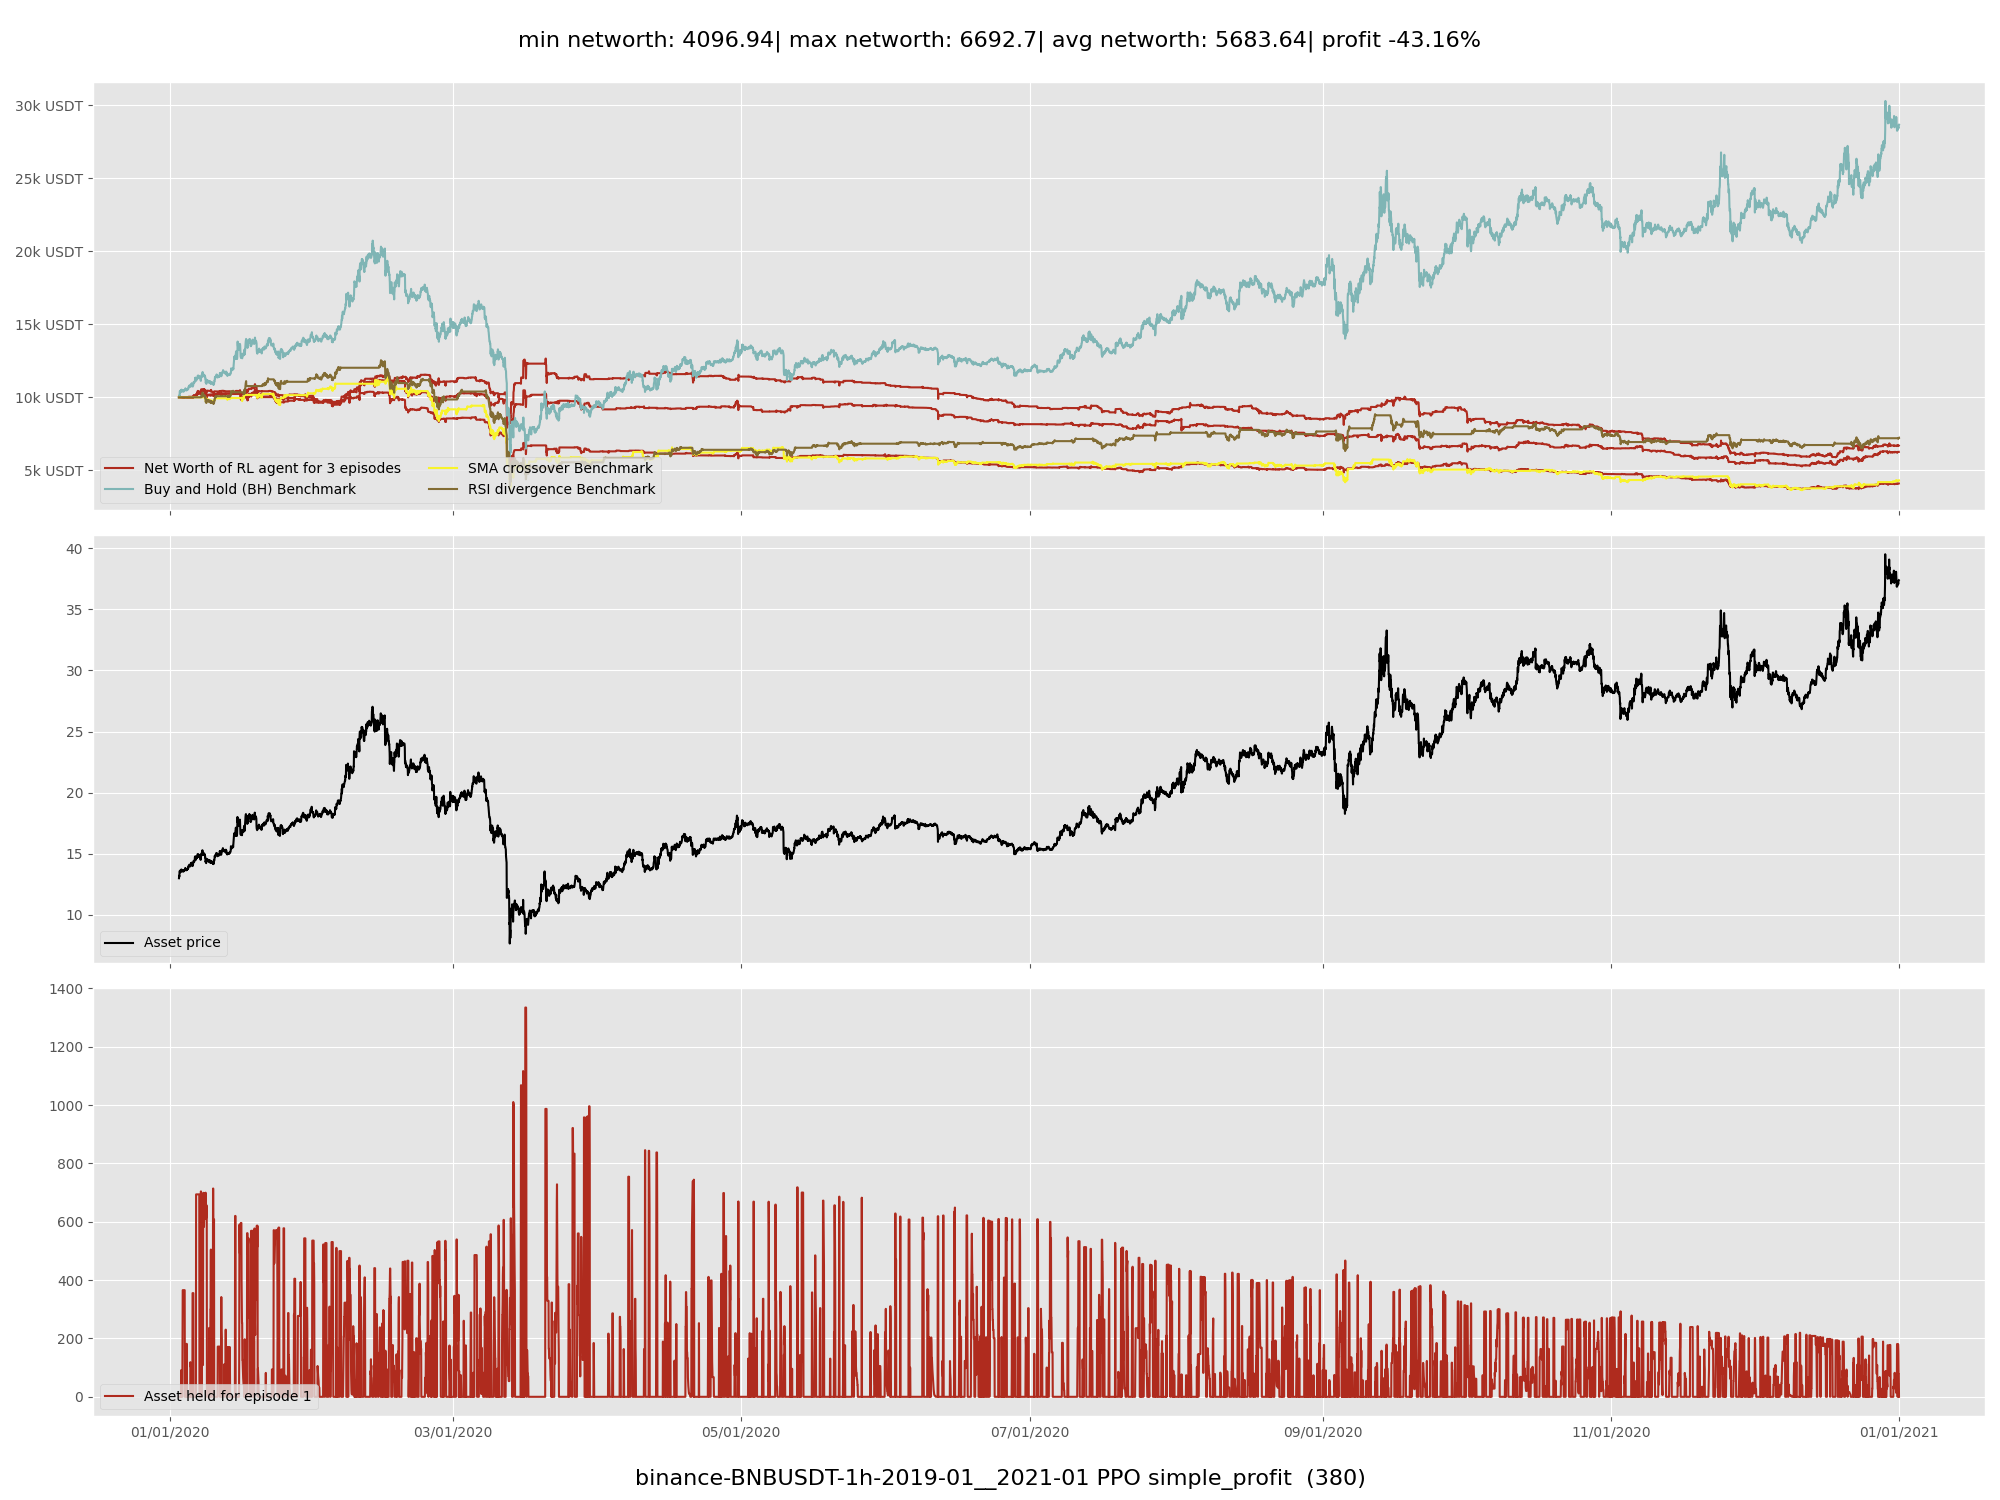 min networth: 4096.94| max networth: 6692.7| avg networth: 5683.64| profit -43.16%
30k USDT
25k USDT
20k USDT
15k USDT
10k USDT
5k USDT
Net Worth of RL agent for 3 episodes
Buy and Hold (BH) Benchmark
SMA crossover Benchmark
RSI divergence Benchmark
40
35
30
25
20
15
10
Asset price
1400
1200
1000
800
600
400
200
0
Asset held for episode 1
01/01/2020 03/01/2020 05/01/2020 07/01/2020 09/01/2020 11/01/2020 01/01/2021
binance-BNBUSDT-1h-2019-01__2021-01 PPO simple_profit (380)